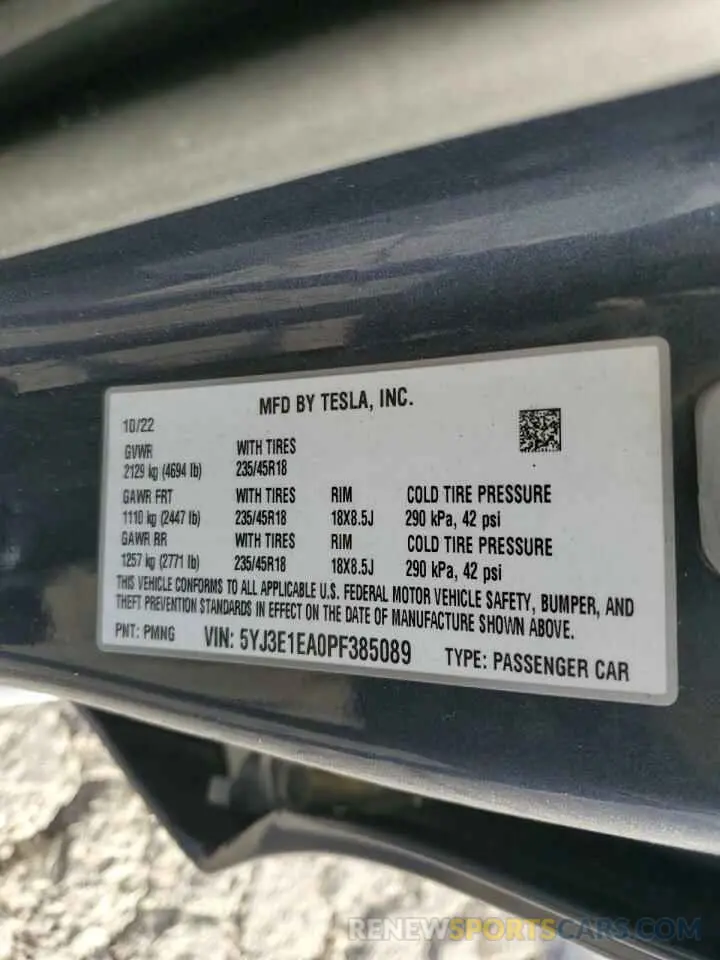 MFD BY TESLA, INC.
10/22
GVWR WITH TIRES
2129 kg (4694 lb) 235/45R18
GAWR FRT WITH TIRES RIM COLD TIRE PRESSURE
1110 kg (2447 lb) 235/45R18 18X8.5J 290 kPa, 42 psi
GAWR RR WITH TIRES RIM COLD TIRE PRESSURE
1257 kg (2771 lb) 235/45R18 18X8.5J 290 kPa, 42 psi
THIS VEHICLE CONFORMS TO ALL APPLICABLE U.S. FEDERAL MOTOR VEHICLE SAFETY, BUMPER, AND
THEFT PREVENTION STANDARDS IN EFFECT ON THE DATE OF MANUFACTURE SHOWN ABOVE.
PNT: PMNG VIN: 5YJ3E1EA0PF385089 TYPE: PASSENGER CAR
RENEWSPORTSCARS.COM